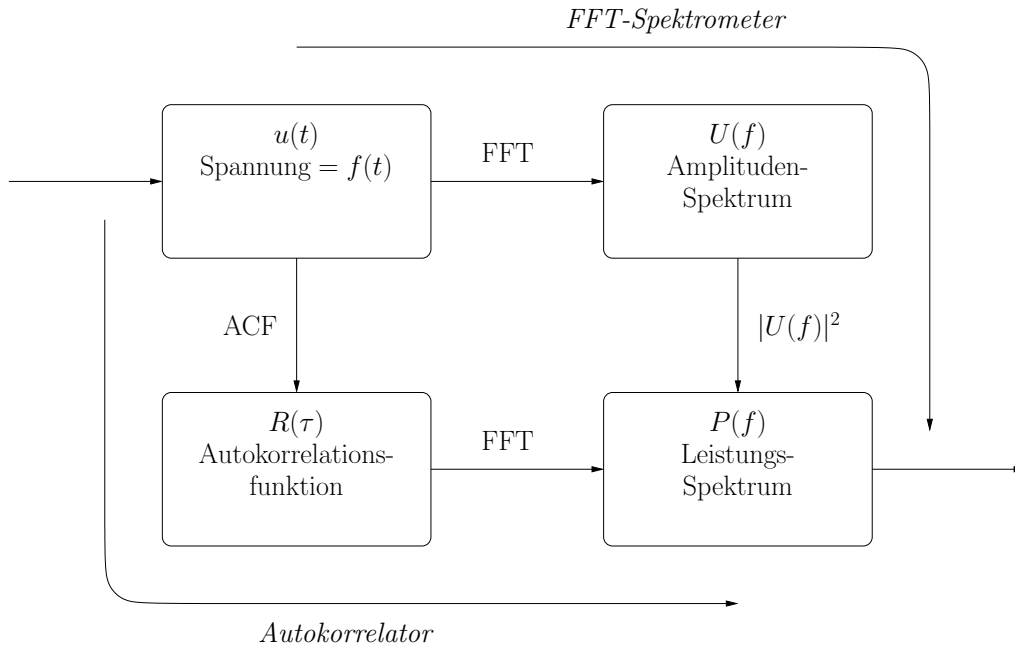 FFT-Spektrometer
u(t)
Spannung = f(t)
FFT
U(f)
Amplituden-
Spektrum
ACF
|U(f)|²
R(τ)
Autokorrelations-
funktion
FFT
P(f)
Leistungs-
Spektrum
Autokorrelator